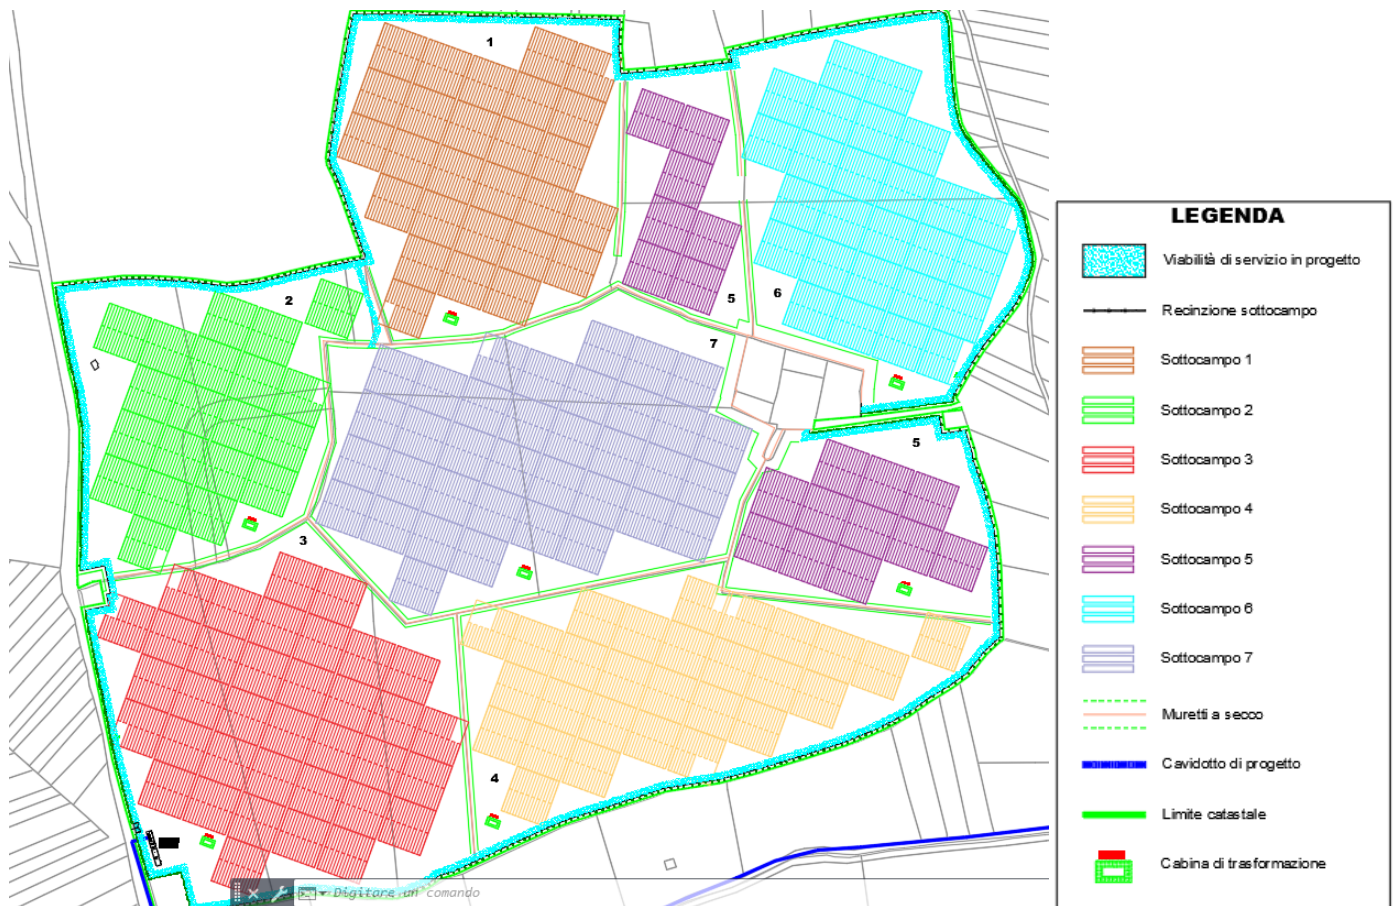 1
2
6
5
7
5
3
4
Digitare un comando
LEGENDA
Viabilità di servizio in progetto
Recinzione sottocampo
Sottocampo 1
Sottocampo 2
Sottocampo 3
Sottocampo 4
Sottocampo 5
Sottocampo 6
Sottocampo 7
Muretti a secco
Cavidotto di progetto
Limite catastale
Cabina di trasformazione